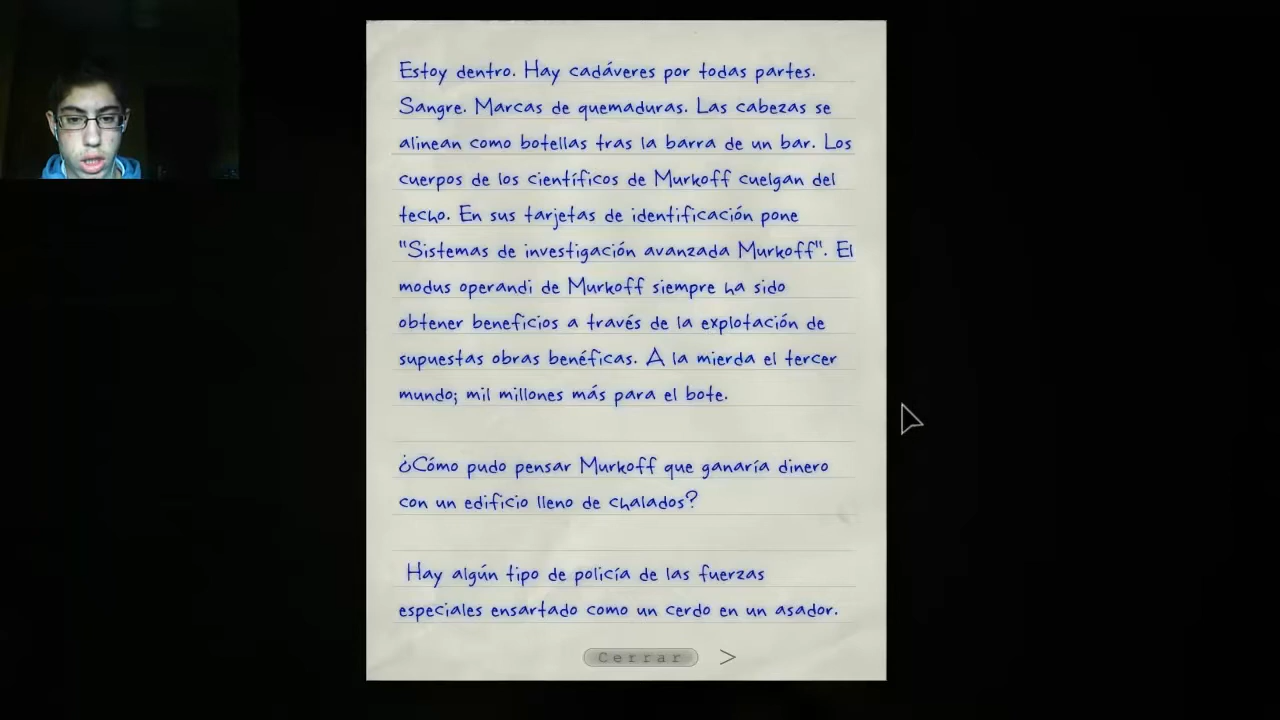 Estoy dentro. Hay cadáveres por todas partes.
Sangre. Marcas de quemaduras. Las cabezas se
alinean como botellas tras la barra de un bar. Los
cuerpos de los científicos de Murkoff cuelgan del
techo. En sus tarjetas de identificación pone
"Sistemas de investigación avanzada Murkoff". El
modus operandi de Murkoff siempre ha sido
obtener beneficios a través de la explotación de
supuestas obras benéficas. A la mierda el tercer
mundo; mil millones más para el bote.
¿Cómo pudo pensar Murkoff que ganaría dinero
con un edificio lleno de chalados?
Hay algún tipo de policía de las fuerzas
especiales ensartado como un cerdo en un asador.
Cerrar >